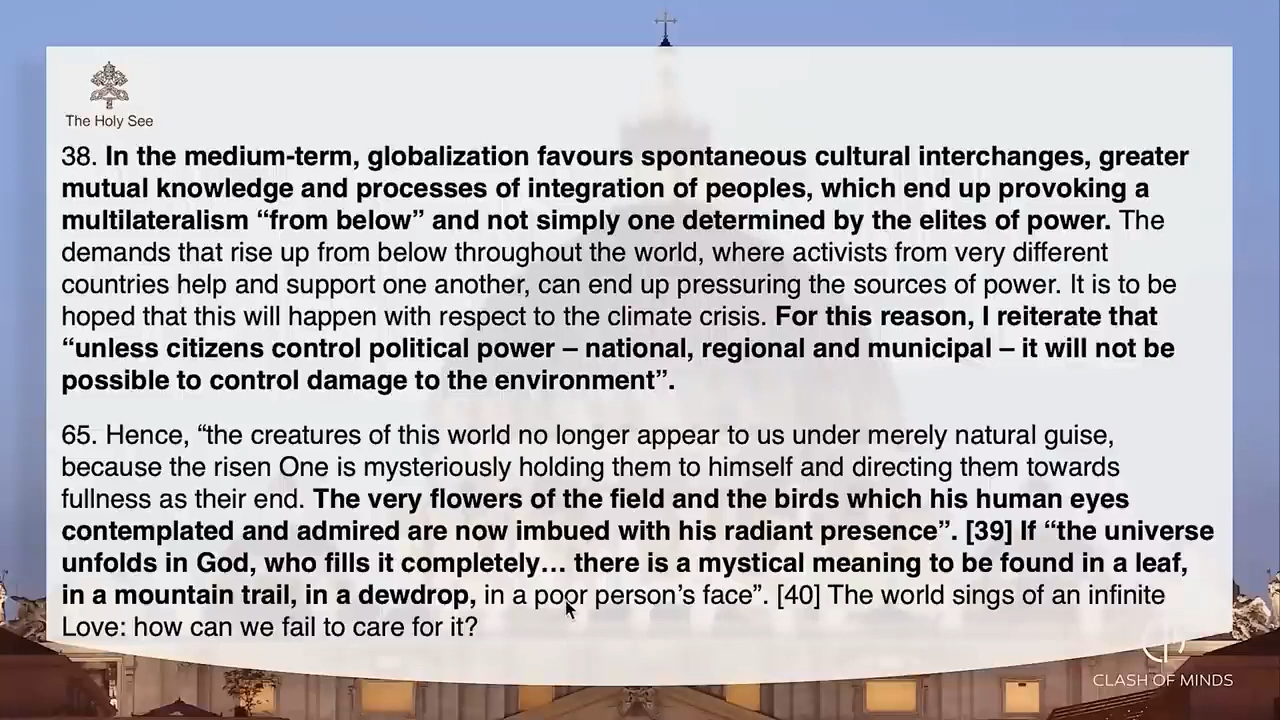 The Holy See
38. In the medium-term, globalization favours spontaneous cultural interchanges, greater
mutual knowledge and processes of integration of peoples, which end up provoking a
multilateralism “from below” and not simply one determined by the elites of power. The
demands that rise up from below throughout the world, where activists from very different
countries help and support one another, can end up pressuring the sources of power. It is to be
hoped that this will happen with respect to the climate crisis. For this reason, I reiterate that
“unless citizens control political power – national, regional and municipal – it will not be
possible to control damage to the environment”.
65. Hence, “the creatures of this world no longer appear to us under merely natural guise,
because the risen One is mysteriously holding them to himself and directing them towards
fullness as their end. The very flowers of the field and the birds which his human eyes
contemplated and admired are now imbued with his radiant presence”. [39] If “the universe
unfolds in God, who fills it completely… there is a mystical meaning to be found in a leaf,
in a mountain trail, in a dewdrop, in a poor person’s face”. [40] The world sings of an infinite
Love: how can we fail to care for it?
CLASH OF MINDS